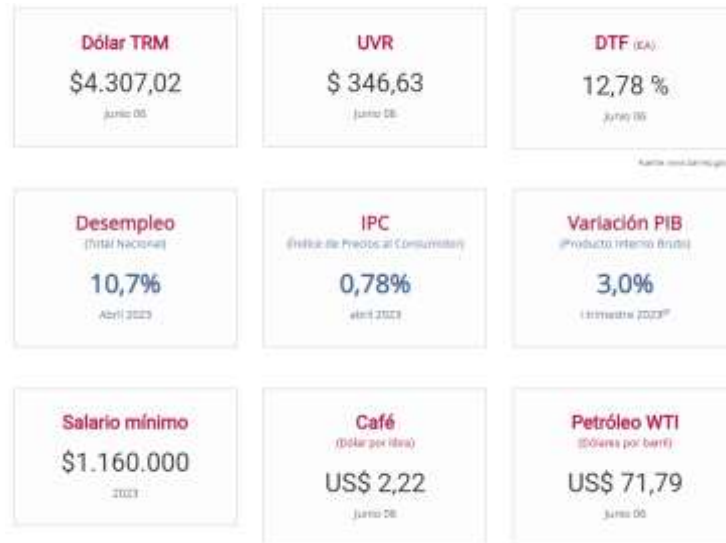 Dólar TRM
$4.307,02
Junio 06
UVR
$ 346,63
Junio 06
DTF (EA)
12,78 %
Junio 06
Desempleo
(Total Nacional)
10,7%
Abril 2023
IPC
(Índice de Precios al Consumidor)
0,78%
abril 2023
Variación PIB
(Producto Interno Bruto)
3,0%
I trimestre 2023
Salario mínimo
$1.160.000
2023
Café
(Dólar por libra)
US$ 2,22
Junio 06
Petróleo WTI
(Dólares por barril)
US$ 71,79
Junio 06